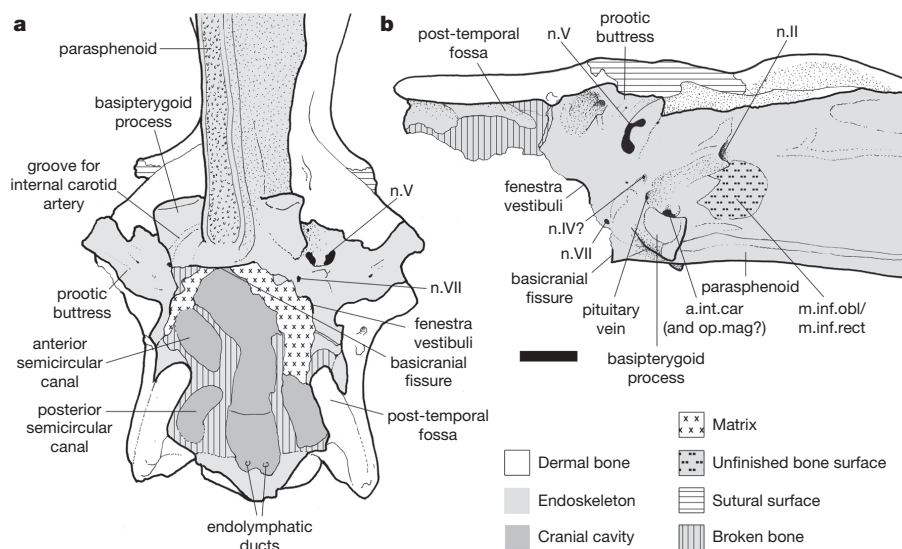 a
parasphenoid
basipterygoid
process
groove for
internal carotid
artery
n.V
prootic
buttress
n.VII
anterior
semicircular
canal
fenestra
vestibuli
basicranial
fissure
posterior
semicircular
canal
post-temporal
fossa
endolymphatic
ducts
b
post-temporal
fossa
n.V
prootic
buttress
n.II
fenestra
vestibuli
n.IV?
n.VII
basicranial
fissure
pituitary
vein
basipterygoid
process
a.int.car
(and op.mag?)
parasphenoid
m.inf.obl/
m.inf.rect
Dermal bone
Endoskeleton
Cranial cavity
Matrix
Unfinished bone surface
Sutural surface
Broken bone